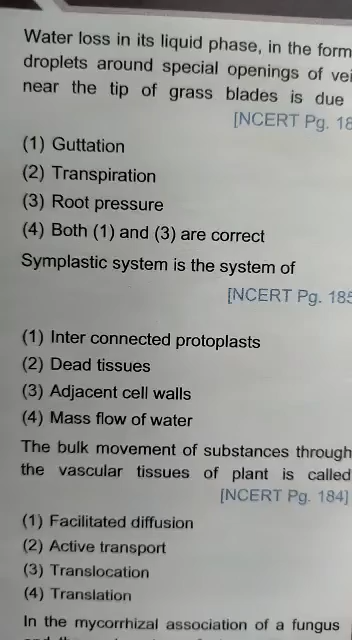 Water loss in its liquid phase, in the form
droplets around special openings of vei
near the tip of grass blades is due
[NCERT Pg. 18
(1) Guttation
(2) Transpiration
(3) Root pressure
(4) Both (1) and (3) are correct
Symplastic system is the system of
[NCERT Pg. 185
(1) Inter connected protoplasts
(2) Dead tissues
(3) Adjacent cell walls
(4) Mass flow of water
The bulk movement of substances through
the vascular tissues of plant is called
[NCERT Pg. 184]
(1) Facilitated diffusion
(2) Active transport
(3) Translocation
(4) Translation
In the mycorrhizal association of a fungus